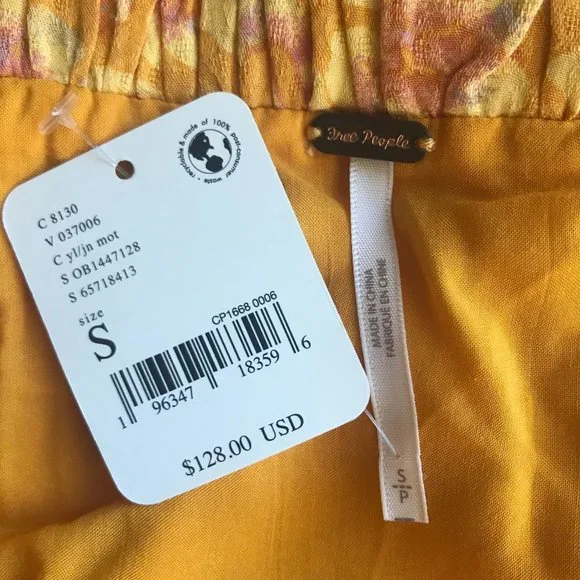 recyclable & made of 100% post-consumer waste •
C 8130
V 037006
C yl/jn mot
S OB1447128
S 65718413
size
S
CP1668 0006
1 96347 18359 6
$128.00 USD
Free People
MADE IN CHINA
FABRIQUÉ EN CHINE
S
P